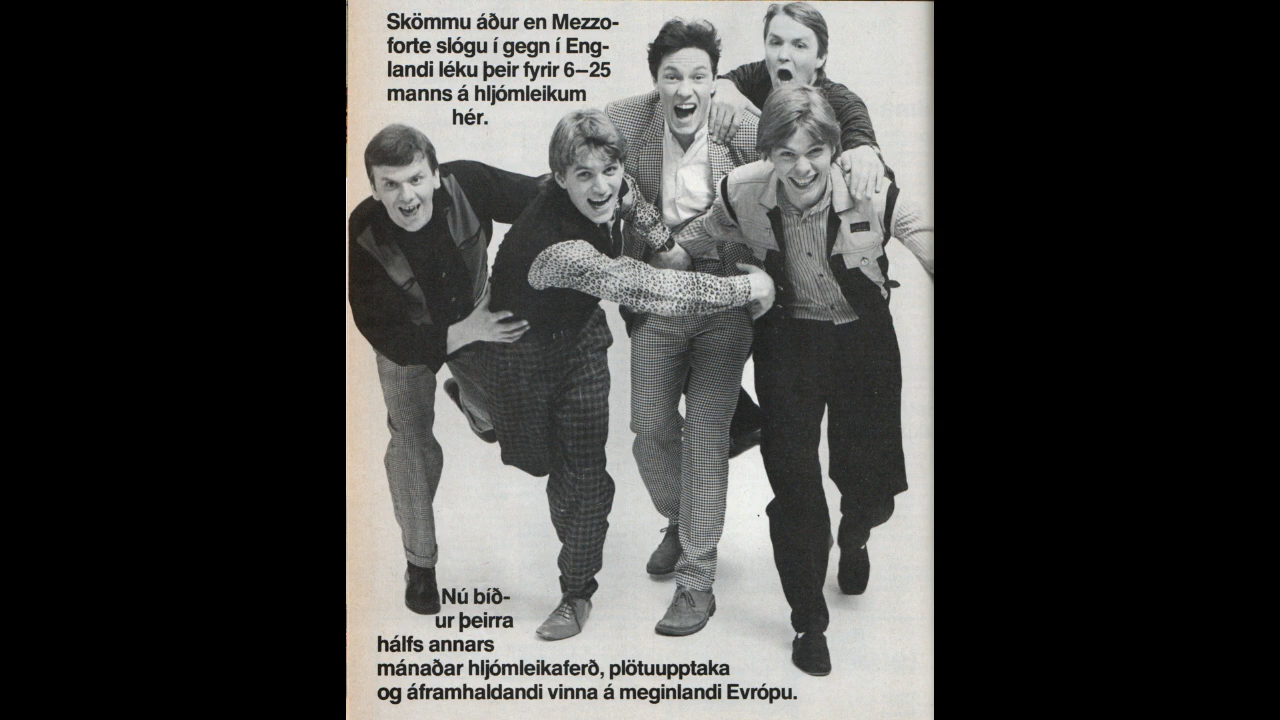 Skömmu áður en Mezzo-
forte slógu í gegn í Eng-
landi léku þeir fyrir 6–25
manns á hljómleikum
hér.
Nú bíð-
ur þeirra
hálfs annars
mánaðar hljómleikaferð, plötuupptaka
og áframhaldandi vinna á meginlandi Evrópu.